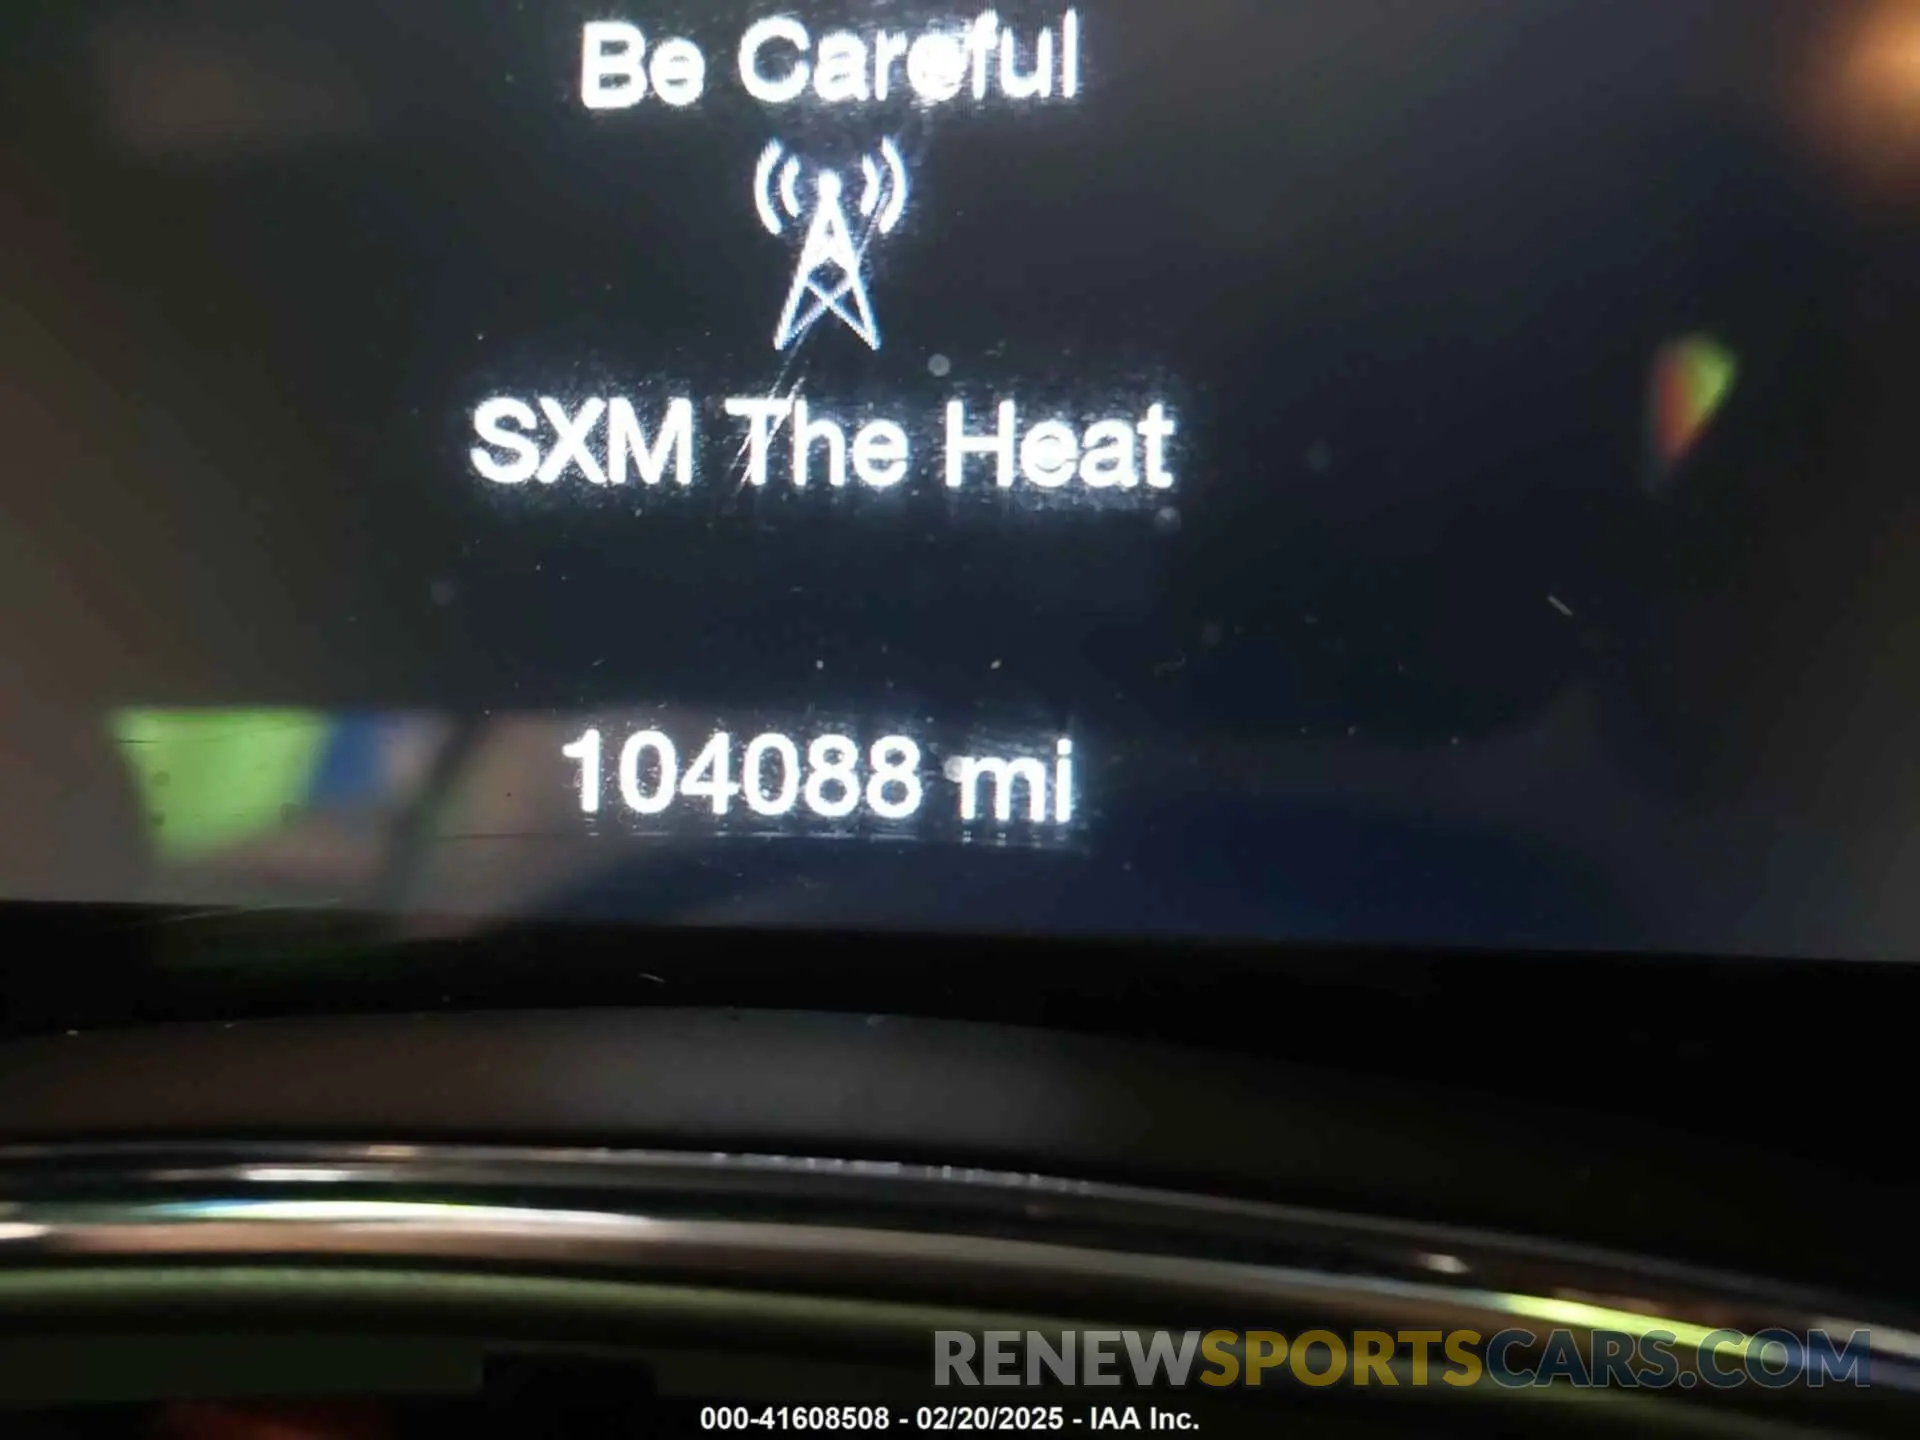 Be Careful
SXM The Heat
104088 mi
RENEWSPORTSCARS.COM
000-41608508 - 02/20/2025 - IAA Inc.